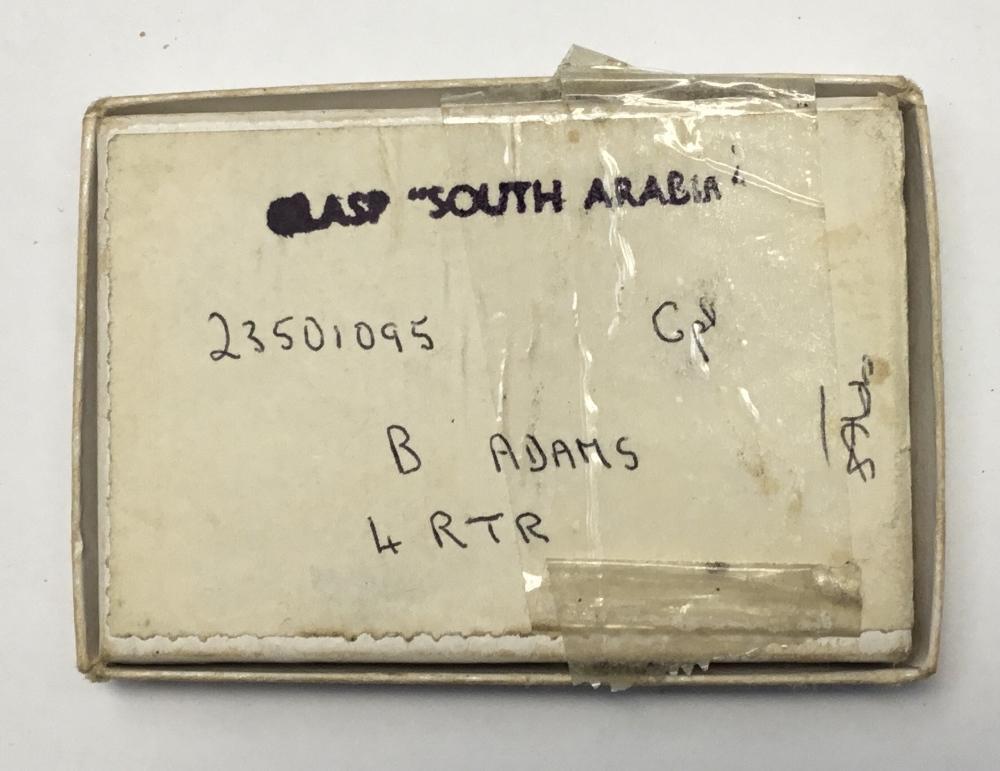 CLASP "SOUTH ARABIA"
23501095 Cpl
B ADAMS
4 RTR